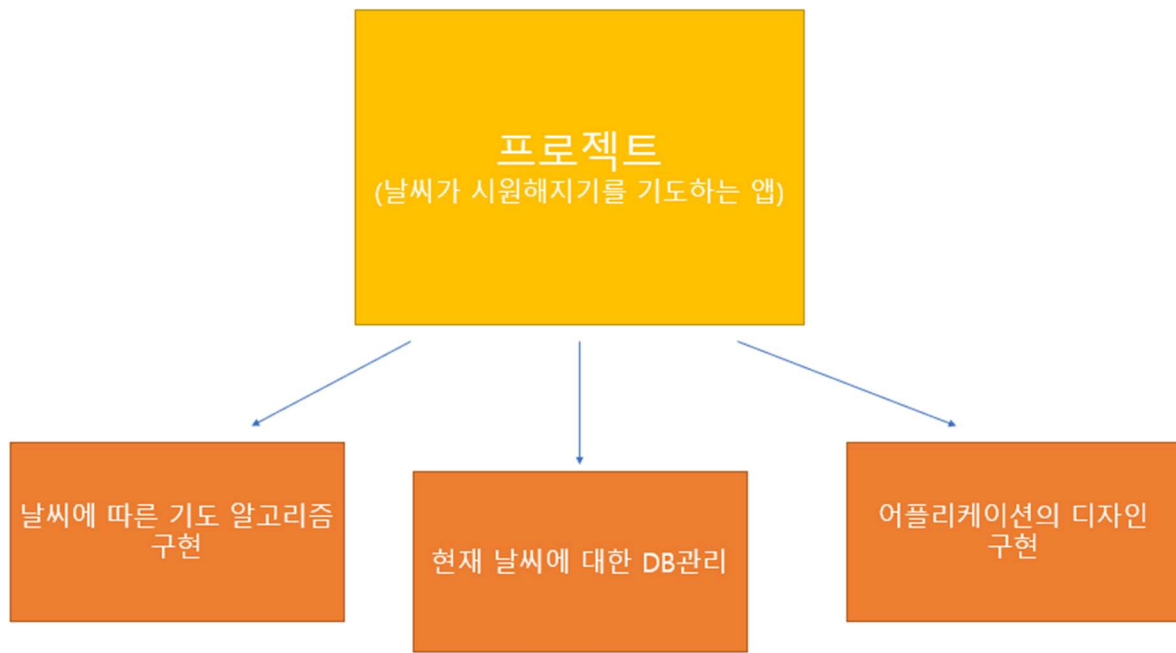 프로젝트
(날씨가 시원해지기를 기도하는 앱)
날씨에 따른 기도 알고리즘
구현
현재 날씨에 대한 DB관리
어플리케이션의 디자인
구현